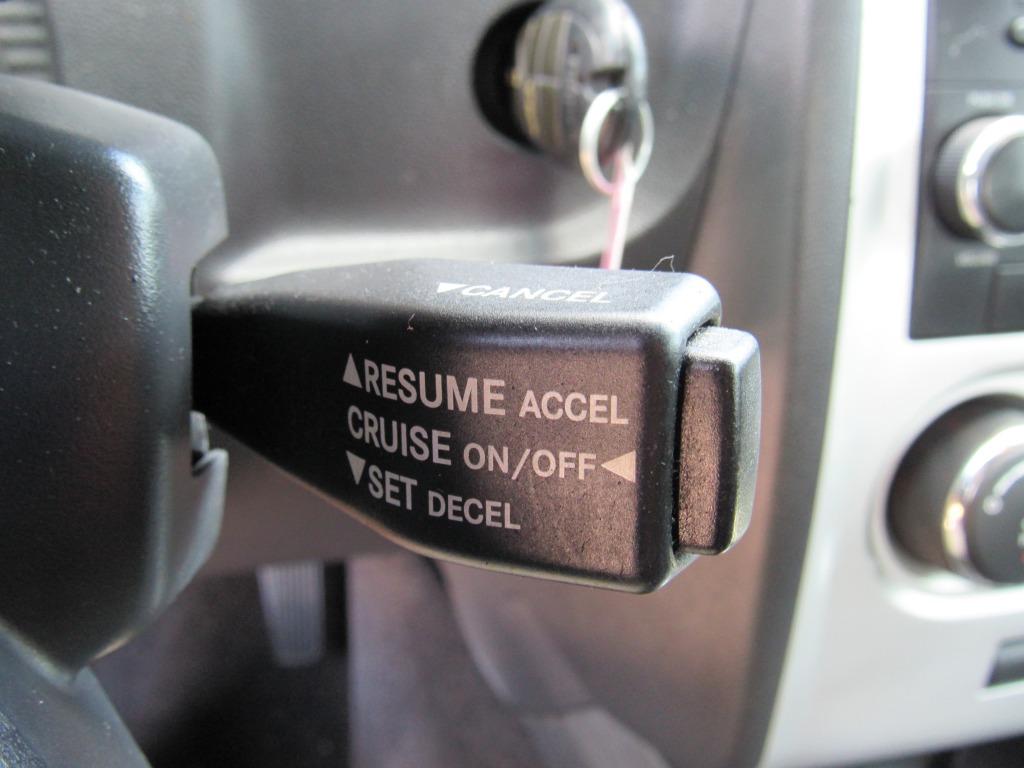 ▼CANCEL
▲RESUME ACCEL
CRUISE ON/OFF◀
▼SET DECEL